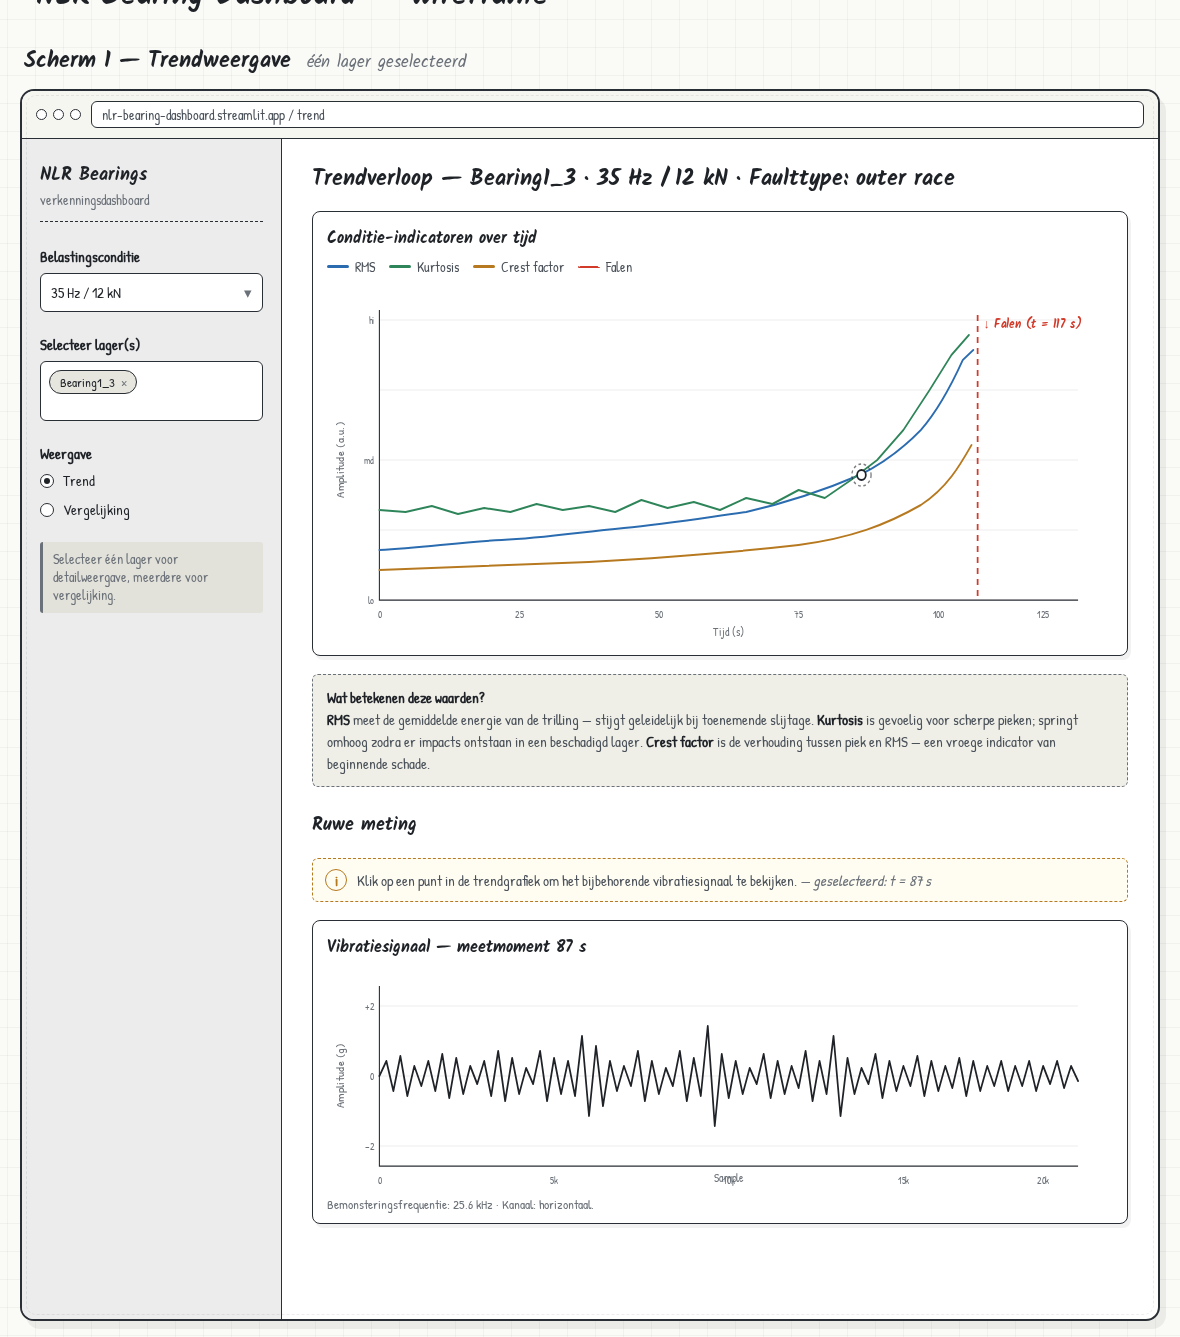 NLR Bearing Dashboard — wireframe
Scherm 1 — Trendweergave één lager geselecteerd
nlr-bearing-dashboard.streamlit.app / trend
NLR Bearings
verkenningsdashboard
Belastingsconditie
35 Hz / 12 kN ▼
Selecteer lager(s)
Bearing1_3 ×
Weergave
Trend
Vergelijking
Selecteer één lager voor
detailweergave, meerdere voor
vergelijking.
Trendverloop — Bearing1_3 · 35 Hz / 12 kN · Faulttype: outer race
Conditie-indicatoren over tijd
RMS Kurtosis Crest factor Falen
↓ Falen (t = 117 s)
hi
md
lo
Amplitude (a.u.)
0 25 50 75 100 125
Tijd (s)
Wat betekenen deze waarden?
RMS meet de gemiddelde energie van de trilling — stijgt geleidelijk bij toenemende slijtage. Kurtosis is gevoelig voor scherpe pieken; springt
omhoog zodra er impacts ontstaan in een beschadigd lager. Crest factor is de verhouding tussen piek en RMS — een vroege indicator van
beginnende schade.
Ruwe meting
i Klik op een punt in de trendgrafiek om het bijbehorende vibratiesignaal te bekijken. — geselecteerd: t = 87 s
Vibratiesignaal — meetmoment 87 s
+2
0
−2
Amplitude (g)
0 5k 10k 15k 20k
Sample
Bemonsteringsfrequentie: 25.6 kHz · Kanaal: horizontaal.